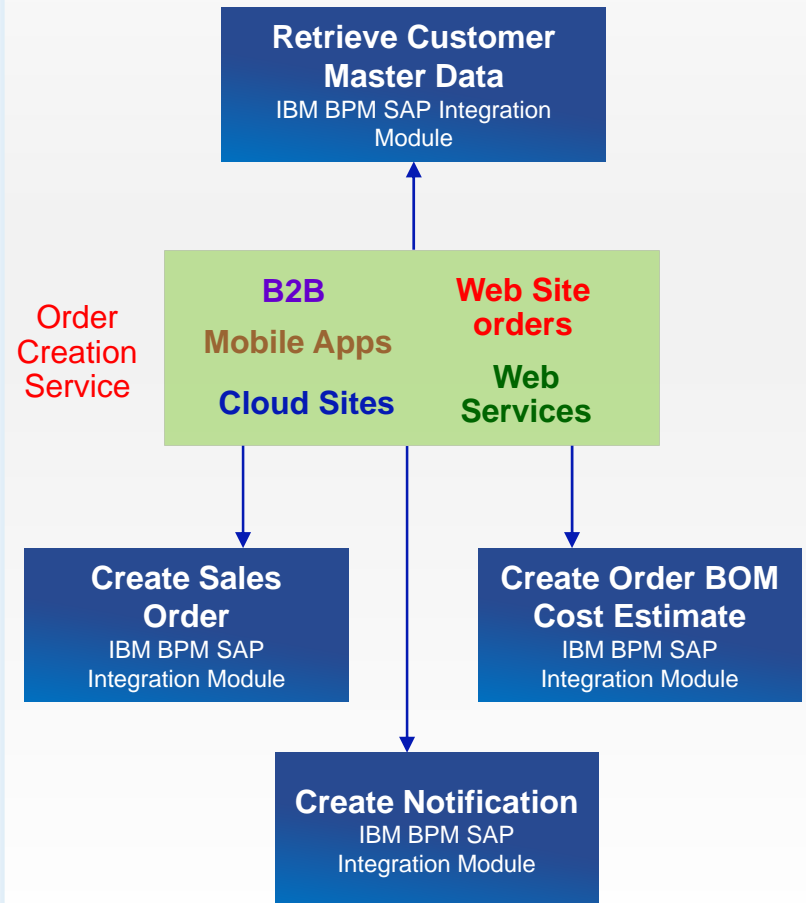 Retrieve Customer
Master Data
IBM BPM SAP Integration
Module
Order
Creation
Service
B2B
Mobile Apps
Cloud Sites
Web Site
orders
Web
Services
Create Sales
Order
IBM BPM SAP
Integration Module
Create Order BOM
Cost Estimate
IBM BPM SAP
Integration Module
Create Notification
IBM BPM SAP
Integration Module